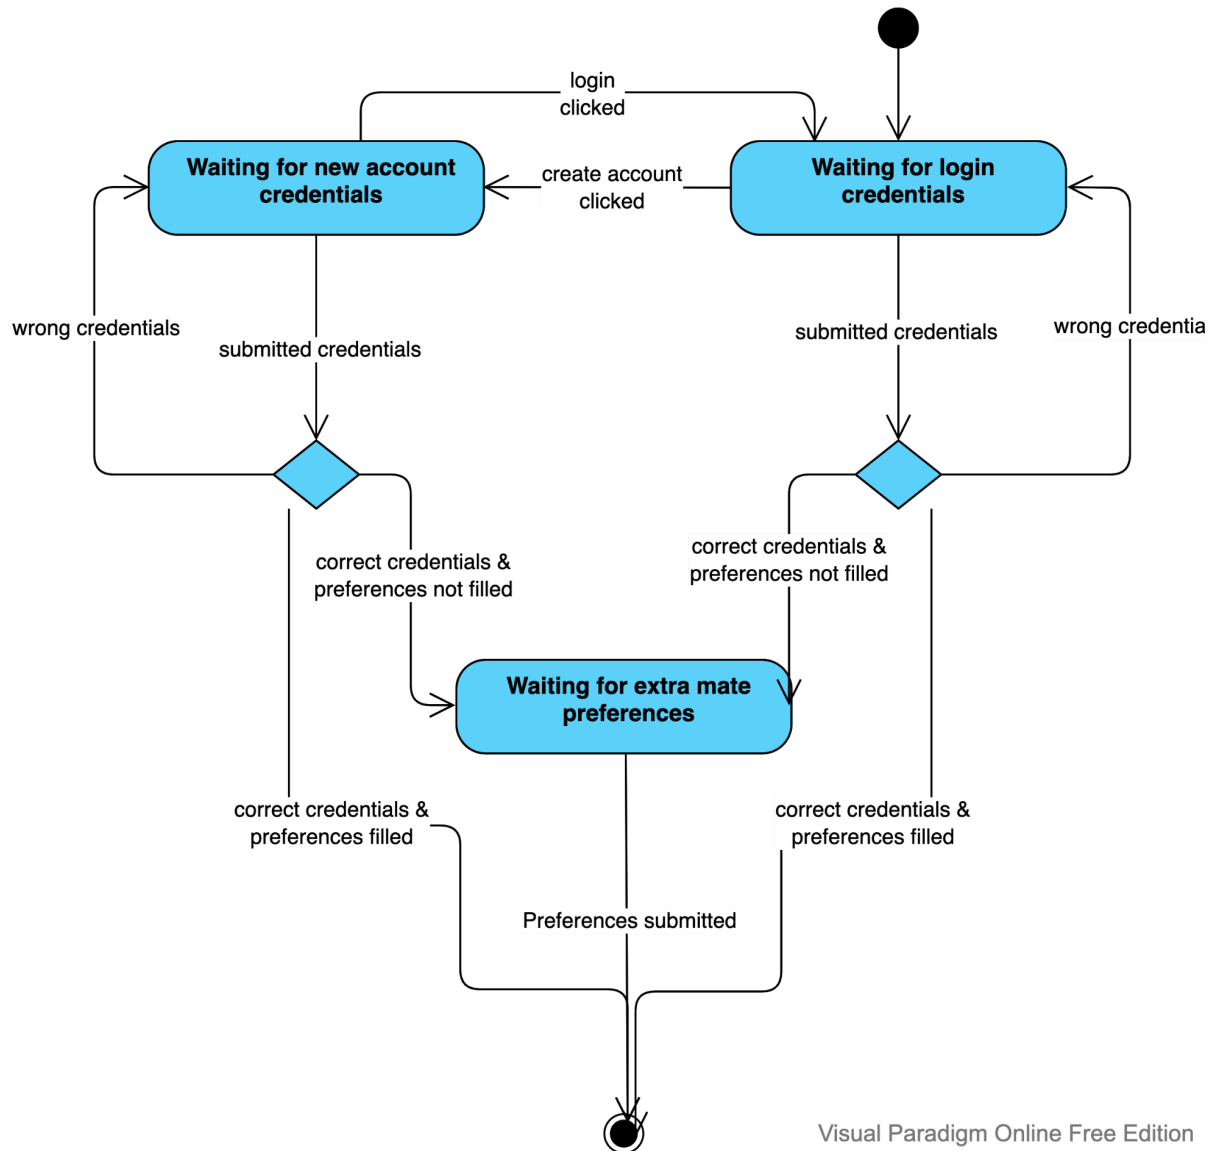 login
clicked
Waiting for new account
credentials
create account
clicked
Waiting for login
credentials
wrong credentials
submitted credentials
submitted credentials
wrong credentia
correct credentials &
preferences not filled
correct credentials &
preferences not filled
Waiting for extra mate
preferences
correct credentials &
preferences filled
correct credentials &
preferences filled
Preferences submitted
Visual Paradigm Online Free Edition